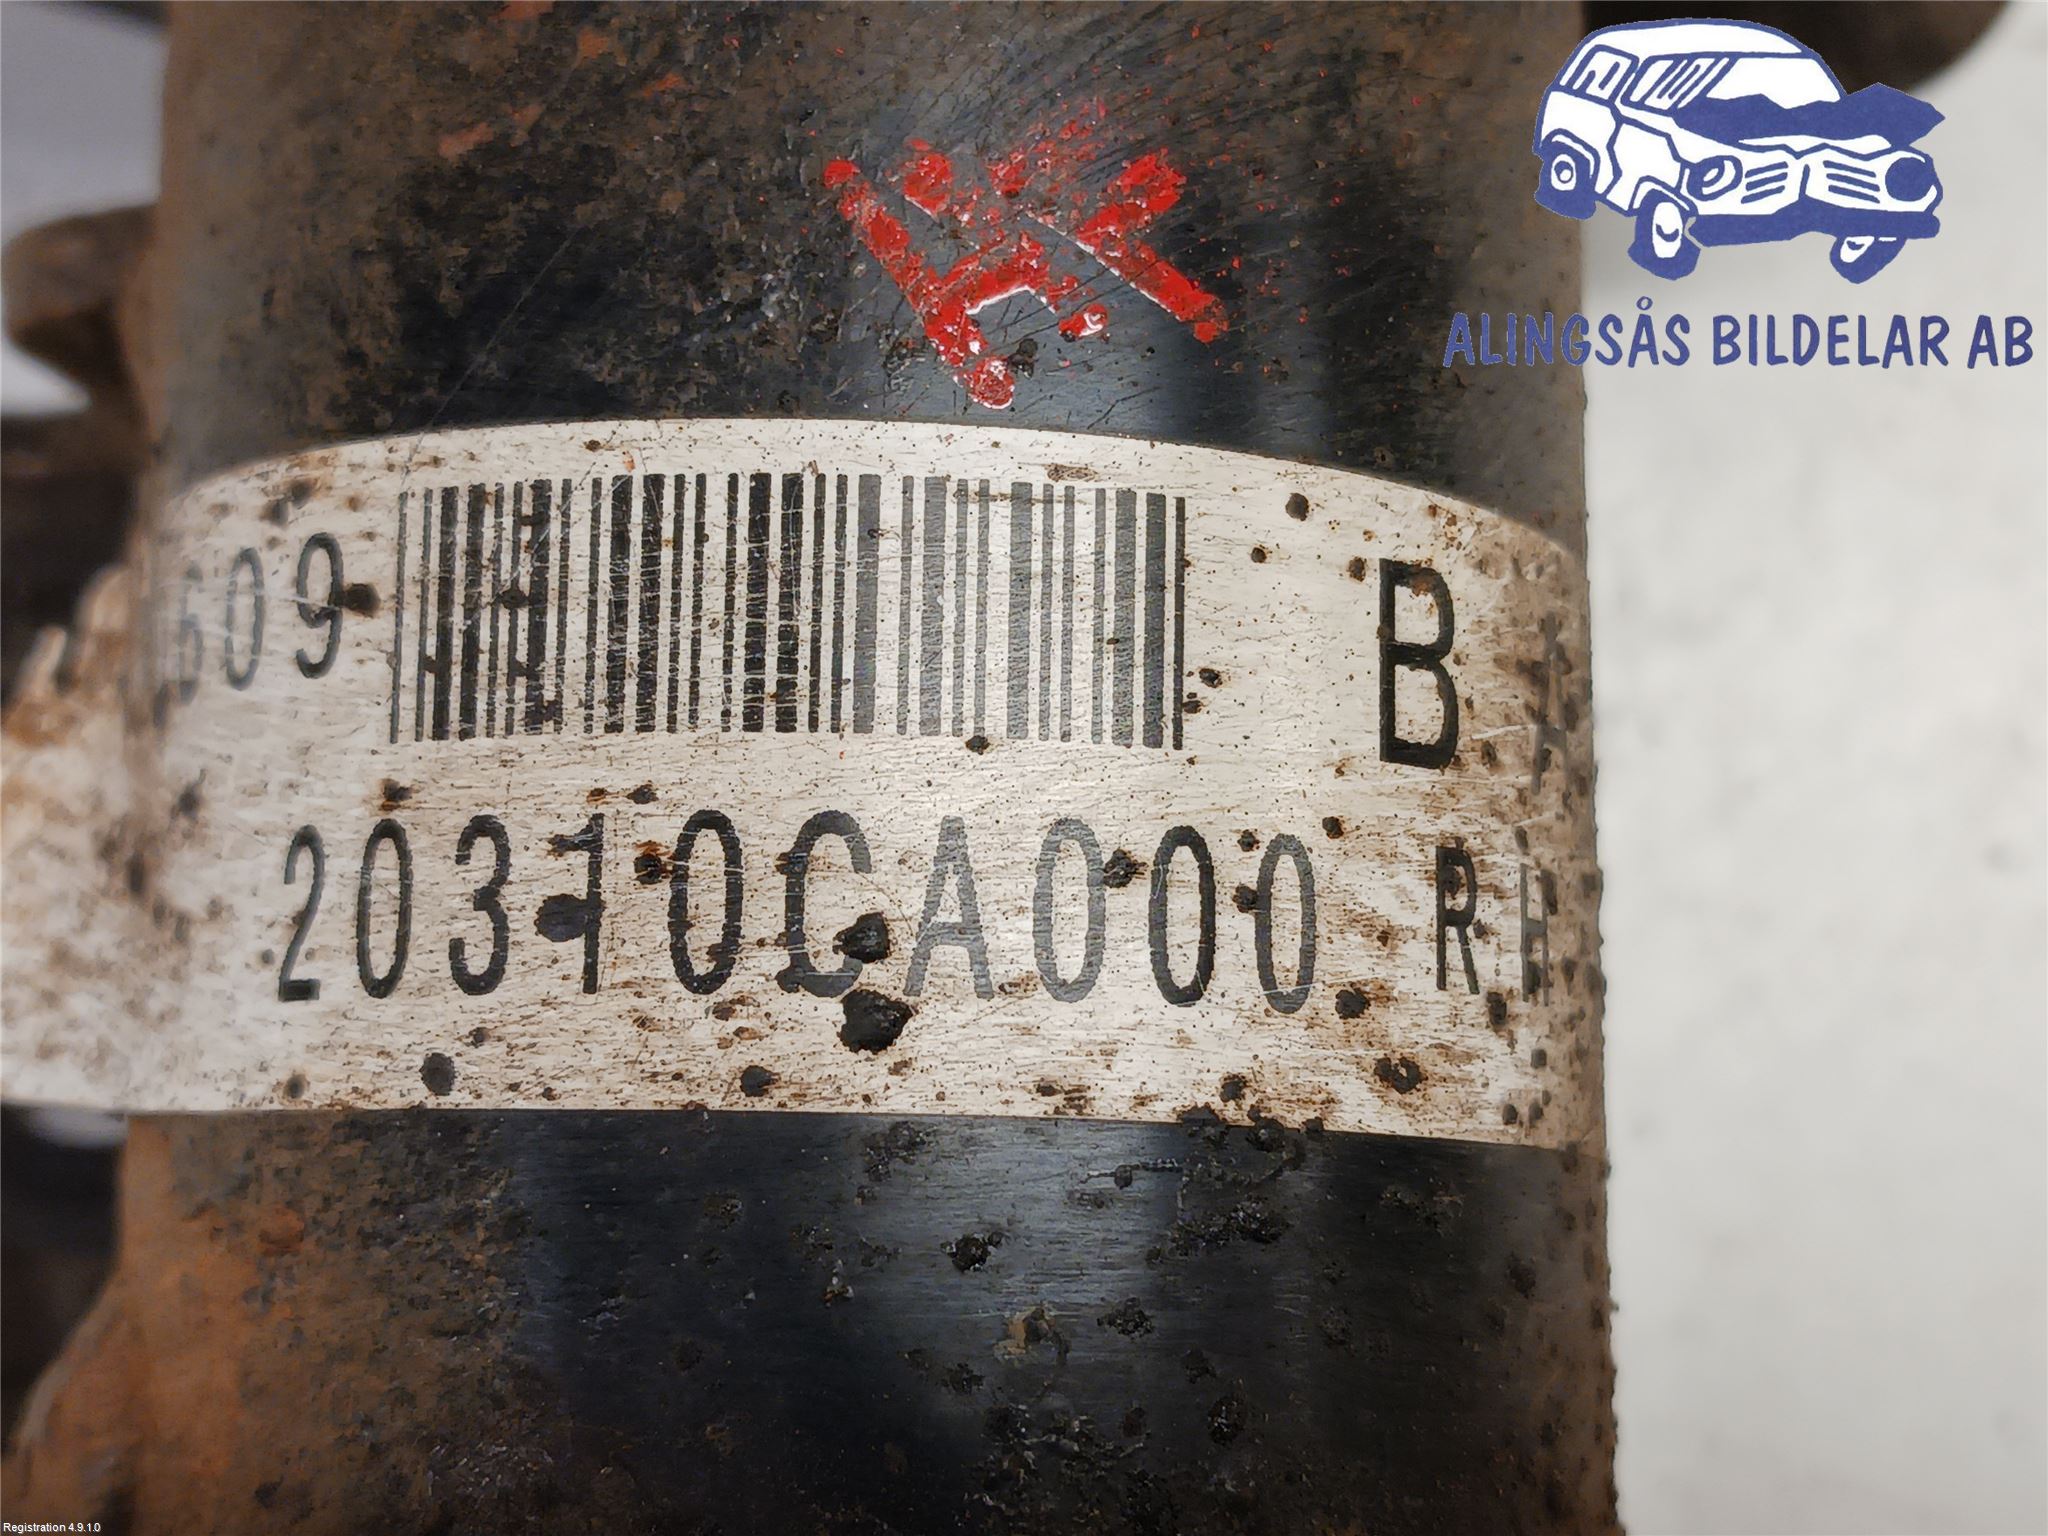 ALINGSÅS BILDELAR AB
609
B
20310CA000 RH
Registration 4.9.1.0